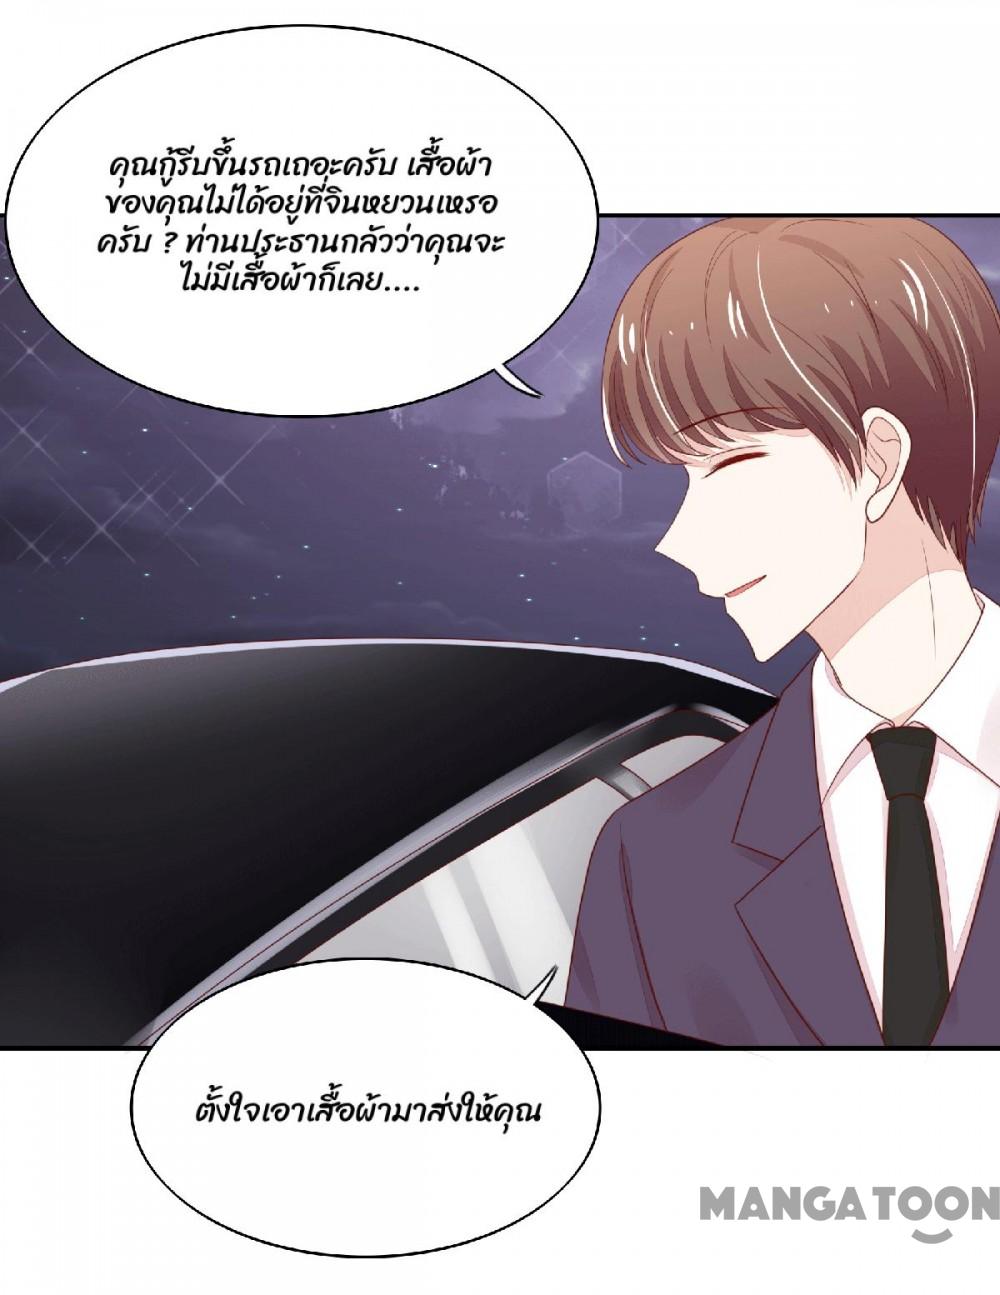 คุณกู้รีบขึ้นรถเถอะครับ เสื้อผ้า
ของคุณไม่ได้อยู่ที่จินหยวนเหรอ
ครับ ? ท่านประธานกลัวว่าคุณจะ
ไม่มีเสื้อผ้าก็เลย....
ตั้งใจเอาเสื้อผ้ามาส่งให้คุณ
MANGATOON